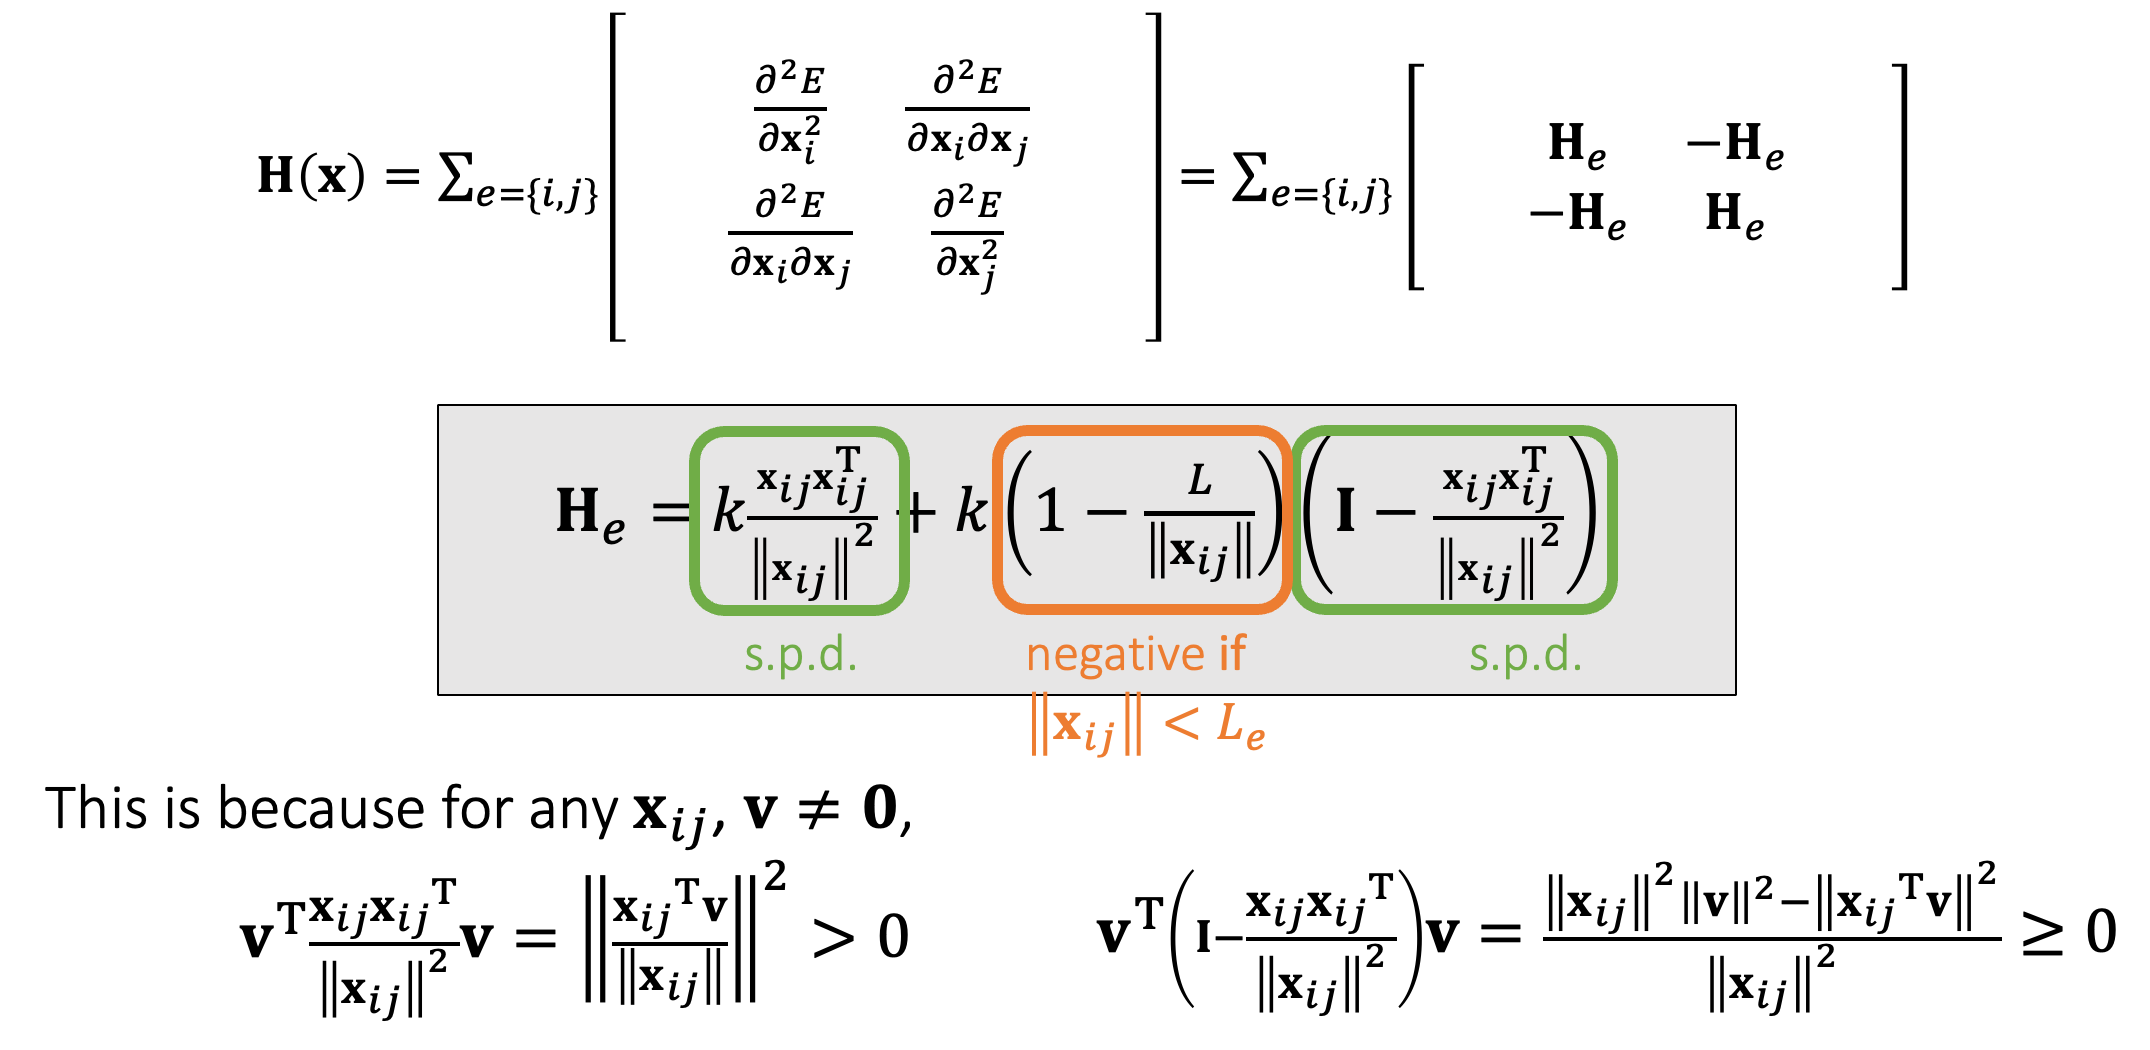 $\mathbf{H}(\mathbf{x}) = \sum_{e=\{i,j\}} \begin{bmatrix} \frac{\partial^2 E}{\partial \mathbf{x}_i^2} & \frac{\partial^2 E}{\partial \mathbf{x}_i \partial \mathbf{x}_j} \\ \frac{\partial^2 E}{\partial \mathbf{x}_i \partial \mathbf{x}_j} & \frac{\partial^2 E}{\partial \mathbf{x}_j^2} \end{bmatrix} = \sum_{e=\{i,j\}} \begin{bmatrix} \mathbf{H}_e & -\mathbf{H}_e \\ -\mathbf{H}_e & \mathbf{H}_e \end{bmatrix}$
$\mathbf{H}_e = k \frac{\mathbf{x}_{ij} \mathbf{x}_{ij}^\mathrm{T}}{\|\mathbf{x}_{ij}\|^2} + k \left(1 - \frac{L}{\|\mathbf{x}_{ij}\|}\right) \left(\mathbf{I} - \frac{\mathbf{x}_{ij} \mathbf{x}_{ij}^\mathrm{T}}{\|\mathbf{x}_{ij}\|^2}\right)$
s.p.d.
negative if
$\|\mathbf{x}_{ij}\| < L_e$
s.p.d.
This is because for any $\mathbf{x}_{ij}, \mathbf{v} \neq \mathbf{0}$,
$\mathbf{v}^\mathrm{T} \frac{\mathbf{x}_{ij} {\mathbf{x}_{ij}}^\mathrm{T}}{\|\mathbf{x}_{ij}\|^2} \mathbf{v} = \left\| \frac{{\mathbf{x}_{ij}}^\mathrm{T} \mathbf{v}}{\|\mathbf{x}_{ij}\|} \right\|^2 > 0$
$\mathbf{v}^\mathrm{T} \left( \mathbf{I} - \frac{\mathbf{x}_{ij} {\mathbf{x}_{ij}}^\mathrm{T}}{\|\mathbf{x}_{ij}\|^2} \right) \mathbf{v} = \frac{\|\mathbf{x}_{ij}\|^2 \|\mathbf{v}\|^2 - \|{\mathbf{x}_{ij}}^\mathrm{T} \mathbf{v}\|^2}{\|\mathbf{x}_{ij}\|^2} \geq 0$